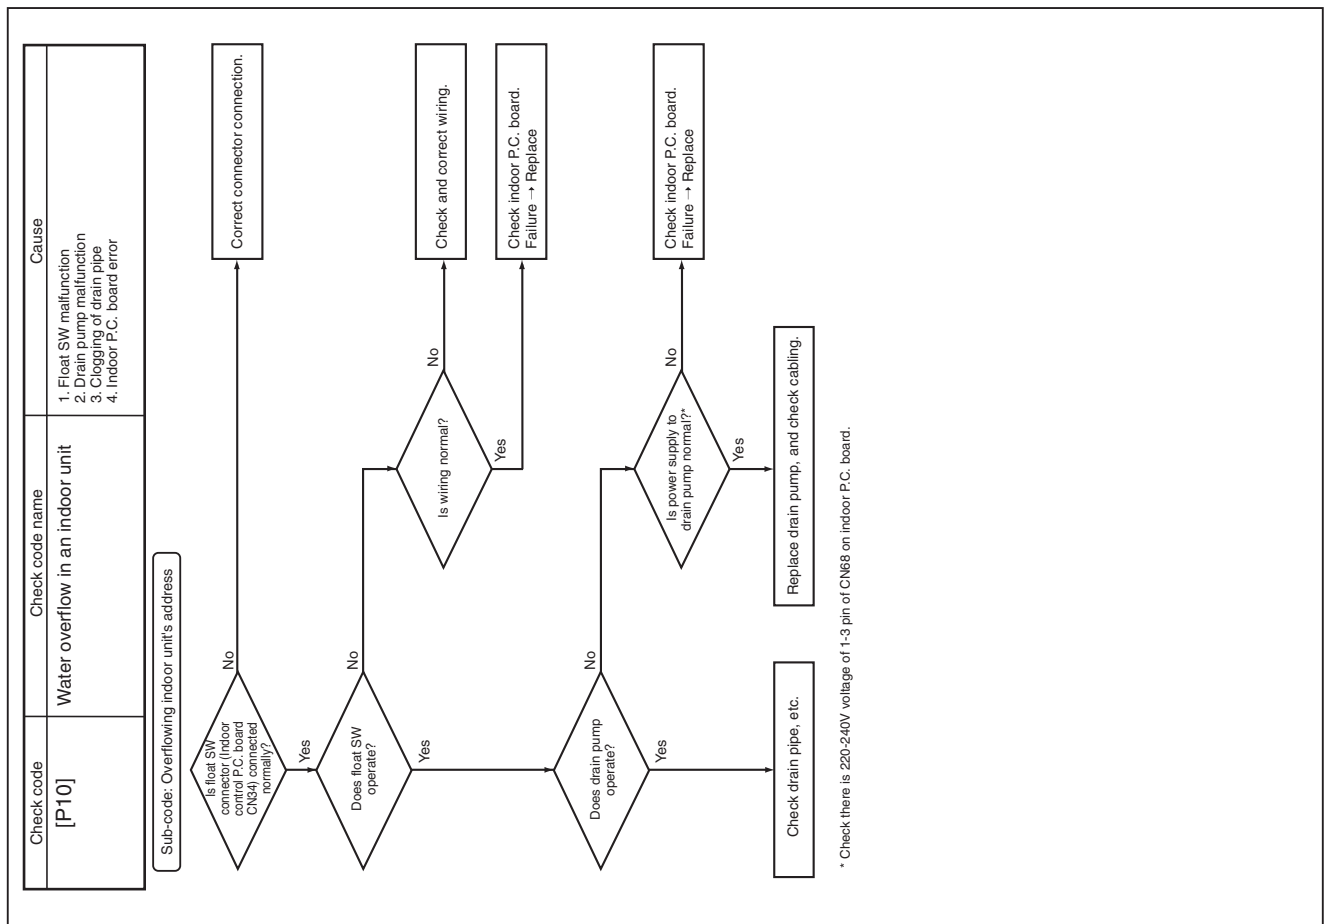 Check code
Check code name
Cause
[P10]
Water overflow in an indoor unit
1. Float SW malfunction
2. Drain pump malfunction
3. Clogging of drain pipe
4. Indoor P.C. board error
Sub-code: Overflowing indoor unit's address
Is float SW
connector (Indoor
control P.C. board
CN34) connected
normally?
No
Correct connector connection.
Yes
Does float SW
operate?
No
Is wiring normal?
No
Check and correct wiring.
Yes
Check indoor P.C. board.
Failure → Replace
Yes
Does drain pump
operate?
No
Is power supply to
drain pump normal?*
No
Check indoor P.C. board.
Failure → Replace
Yes
Replace drain pump, and check cabling.
Yes
Check drain pipe, etc.
* Check there is 220-240V voltage of 1-3 pin of CN68 on indoor P.C. board.